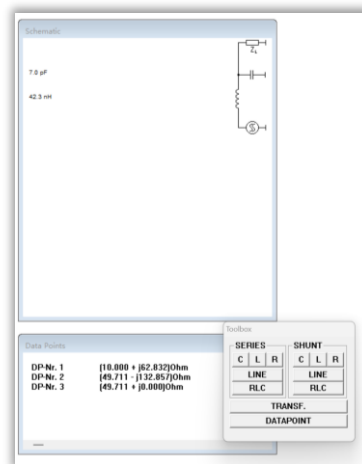 Schematic
Z_L
7.0 pF
42.3 nH
Data Points
DP-Nr. 1 (10.000 + j62.832)Ohm
DP-Nr. 2 (49.711 - j132.857)Ohm
DP-Nr. 3 (49.711 + j0.000)Ohm
Toolbox
SERIES SHUNT
C L R C L R
LINE LINE
RLC RLC
TRANSF.
DATAPOINT